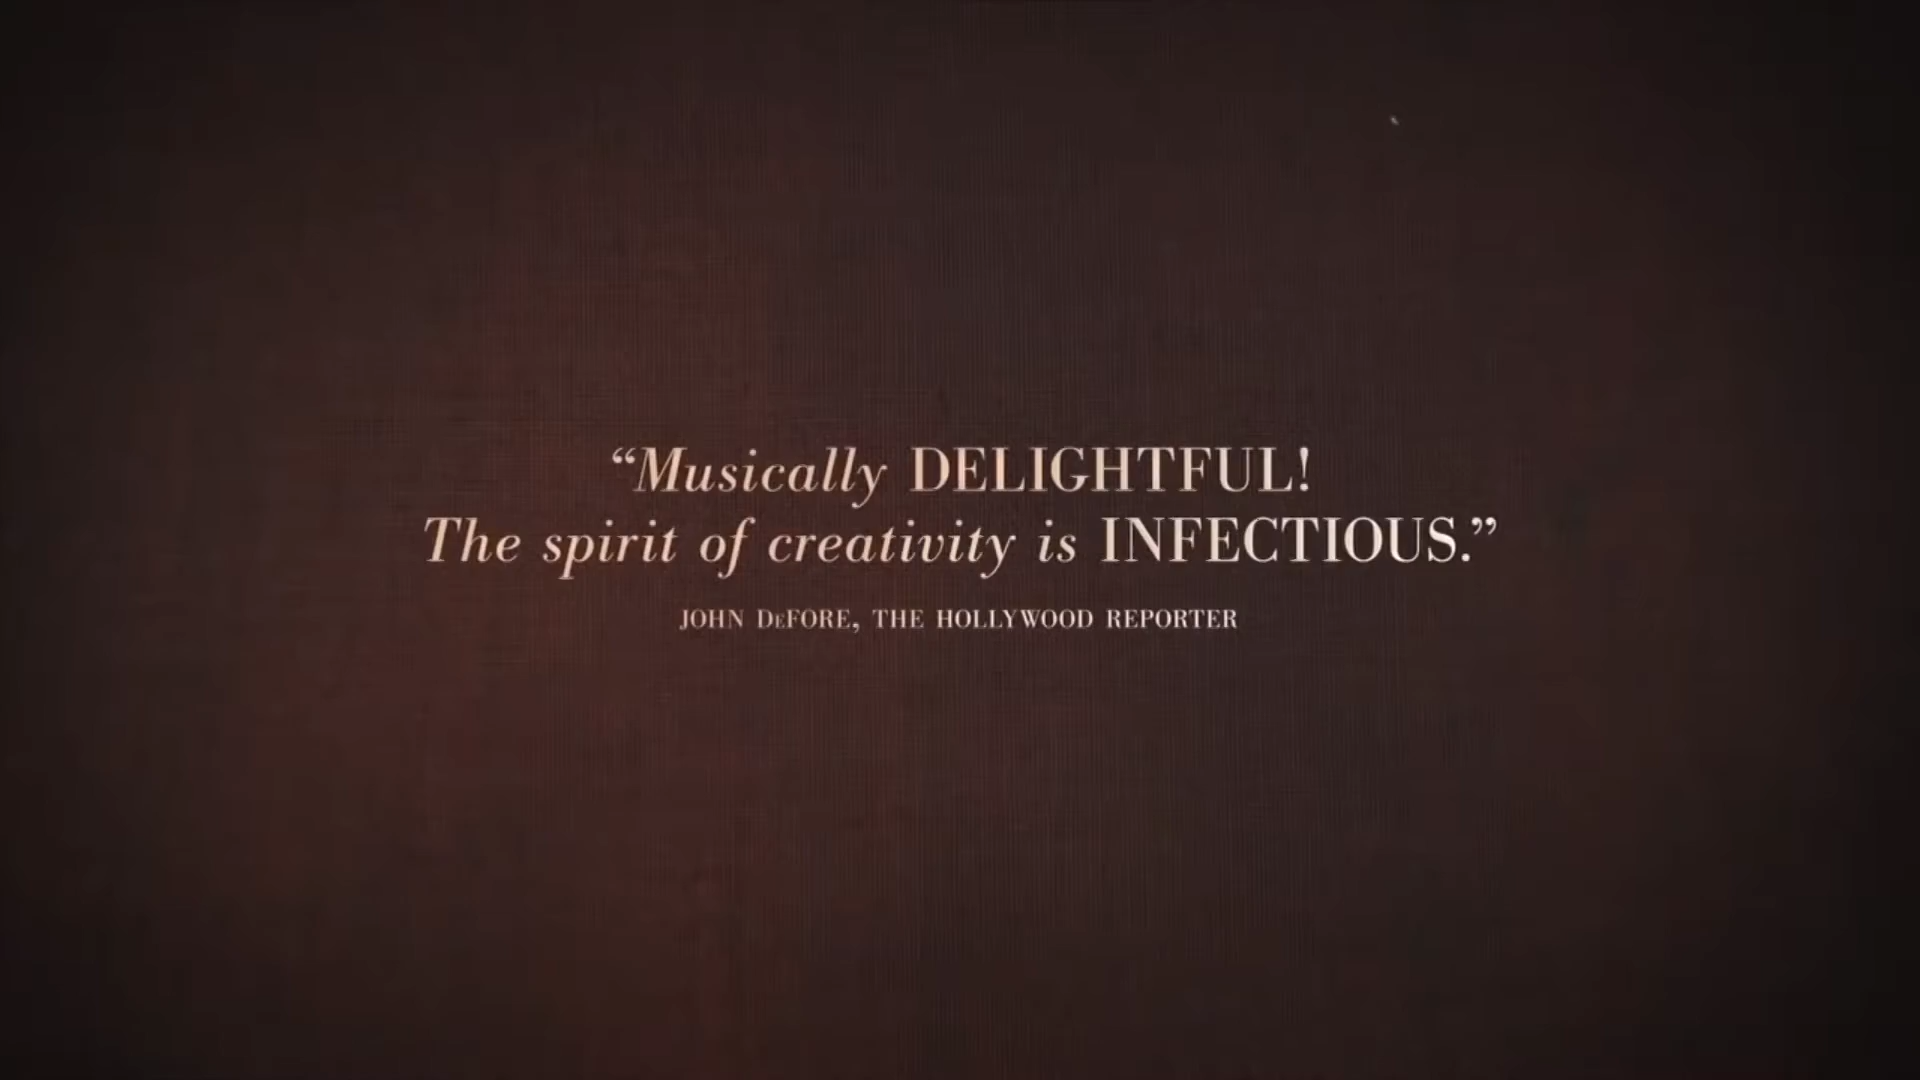 “Musically DELIGHTFUL!
The spirit of creativity is INFECTIOUS.”
JOHN DeFORE, THE HOLLYWOOD REPORTER